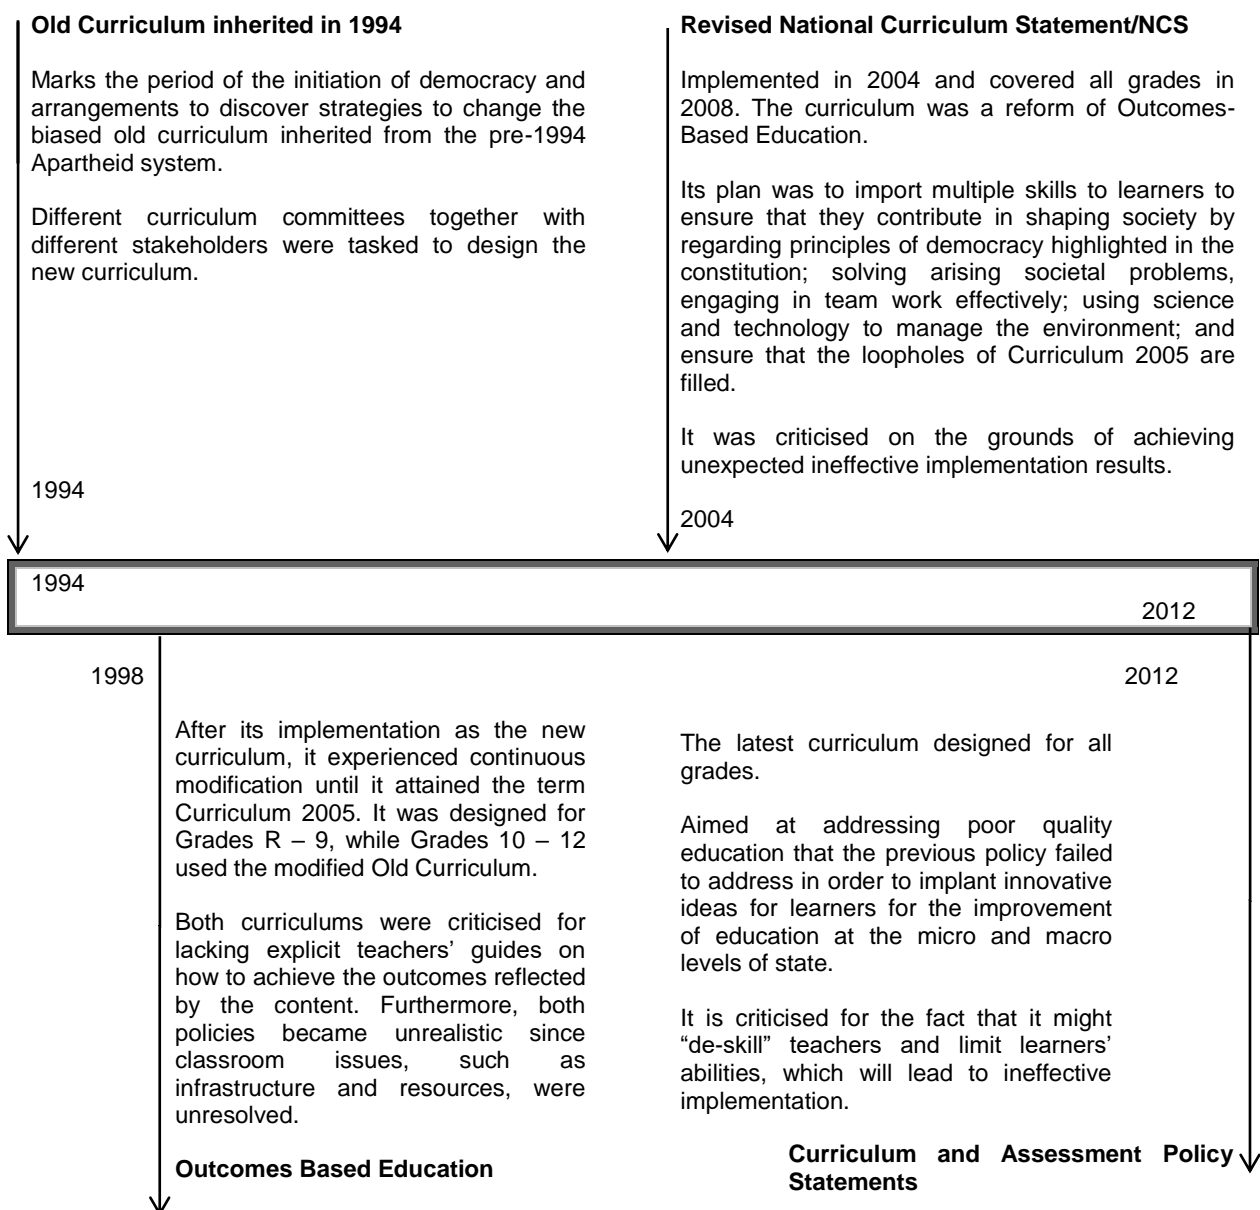 Old Curriculum inherited in 1994
Marks the period of the initiation of democracy and
arrangements to discover strategies to change the
biased old curriculum inherited from the pre-1994
Apartheid system.
Different curriculum committees together with
different stakeholders were tasked to design the
new curriculum.
1994
Revised National Curriculum Statement/NCS
Implemented in 2004 and covered all grades in
2008. The curriculum was a reform of Outcomes-
Based Education.
Its plan was to import multiple skills to learners to
ensure that they contribute in shaping society by
regarding principles of democracy highlighted in the
constitution; solving arising societal problems,
engaging in team work effectively; using science
and technology to manage the environment; and
ensure that the loopholes of Curriculum 2005 are
filled.
It was criticised on the grounds of achieving
unexpected ineffective implementation results.
2004
1994
2012
1998
After its implementation as the new
curriculum, it experienced continuous
modification until it attained the term
Curriculum 2005. It was designed for
Grades R – 9, while Grades 10 – 12
used the modified Old Curriculum.
Both curriculums were criticised for
lacking explicit teachers’ guides on
how to achieve the outcomes reflected
by the content. Furthermore, both
policies became unrealistic since
classroom issues, such as
infrastructure and resources, were
unresolved.
Outcomes Based Education
2012
The latest curriculum designed for all
grades.
Aimed at addressing poor quality
education that the previous policy failed
to address in order to implant innovative
ideas for learners for the improvement
of education at the micro and macro
levels of state.
It is criticised for the fact that it might
“de-skill” teachers and limit learners’
abilities, which will lead to ineffective
implementation.
Curriculum and Assessment Policy
Statements